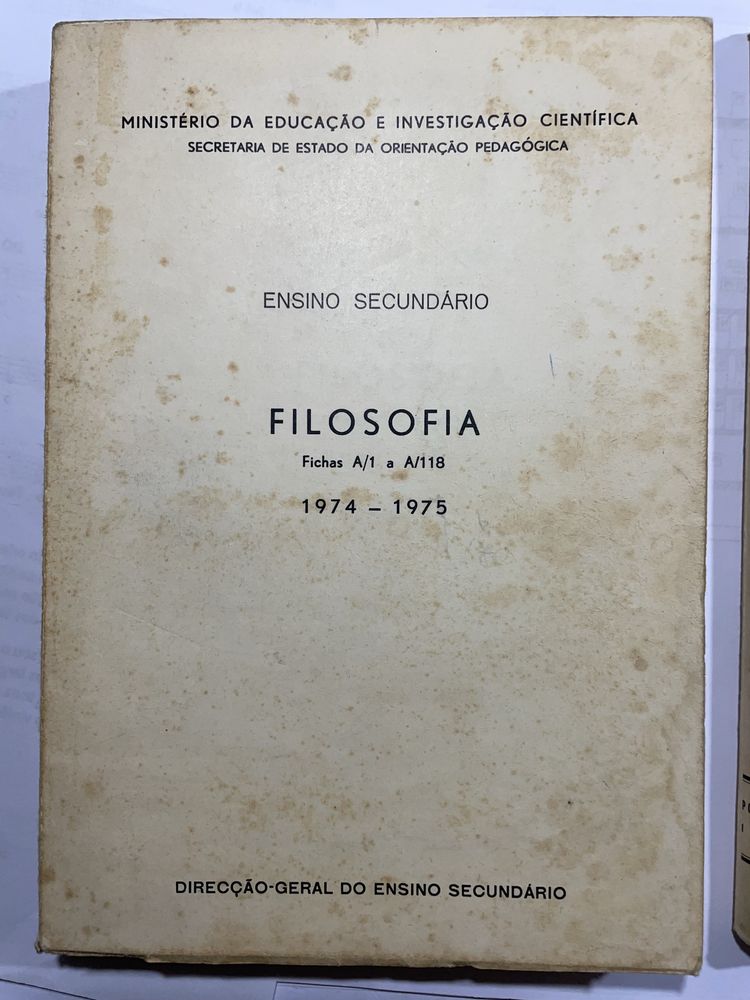 MINISTÉRIO DA EDUCAÇÃO E INVESTIGAÇÃO CIENTÍFICA
SECRETARIA DE ESTADO DA ORIENTAÇÃO PEDAGÓGICA
ENSINO SECUNDÁRIO
FILOSOFIA
Fichas A/1 a A/118
1974 – 1975
DIRECÇÃO-GERAL DO ENSINO SECUNDÁRIO